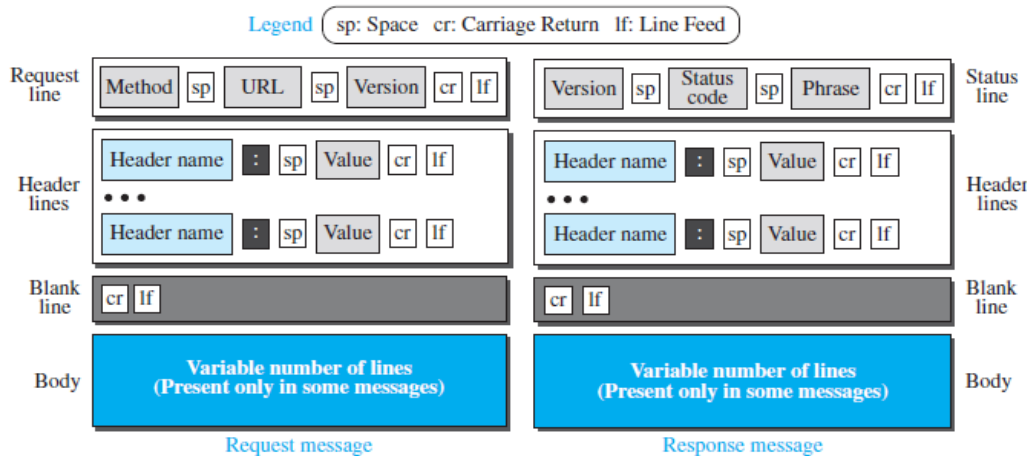 Legend sp: Space cr: Carriage Return lf: Line Feed
Request line
Method sp URL sp Version cr lf
Header lines
Header name : sp Value cr lf
• • •
Header name : sp Value cr lf
Blank line
cr lf
Body
Variable number of lines
(Present only in some messages)
Request message
Version sp Status code sp Phrase cr lf
Status line
Header name : sp Value cr lf
• • •
Header name : sp Value cr lf
Header lines
cr lf
Blank line
Variable number of lines
(Present only in some messages)
Body
Response message